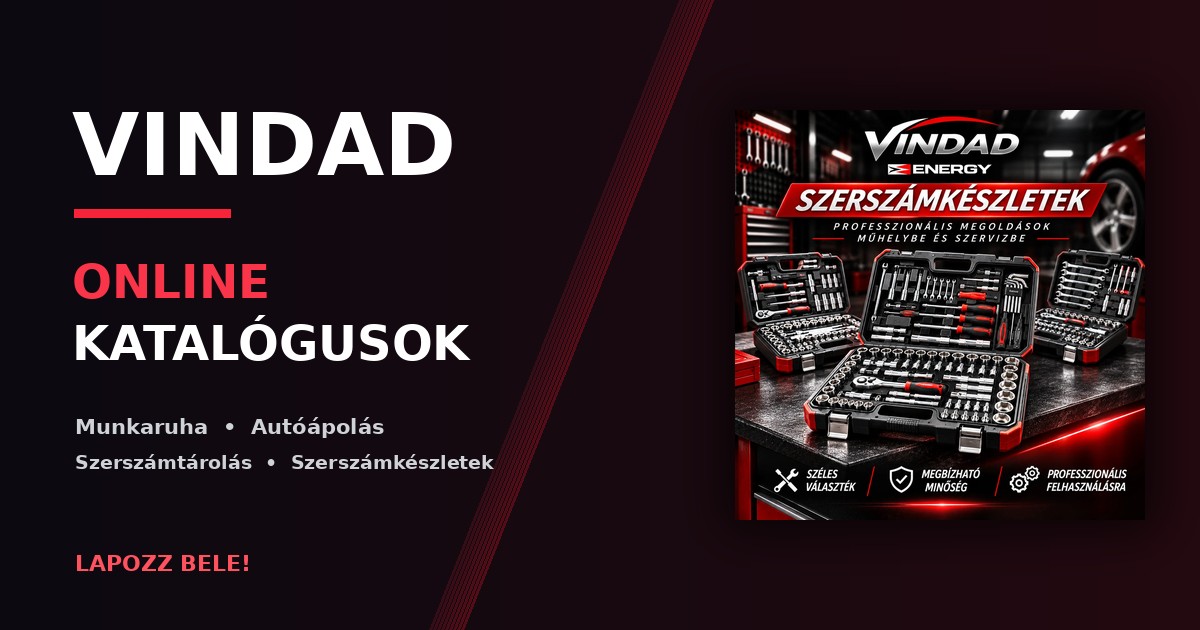 VINDAD
ONLINE
KATALÓGUSOK
Munkaruha • Autóápolás
Szerszámtárolás • Szerszámkészletek
LAPOZZ BELE!
VINDAD
ENERGY
SZERSZÁMKÉSZLETEK
PROFESSZIONÁLIS MEGOLDÁSOK
MŰHELYBE ÉS SZERVIZBE
SZÉLES
VÁLASZTÉK
MEGBÍZHATÓ
MINŐSÉG
PROFESSZIONÁLIS
FELHASZNÁLÁSRA